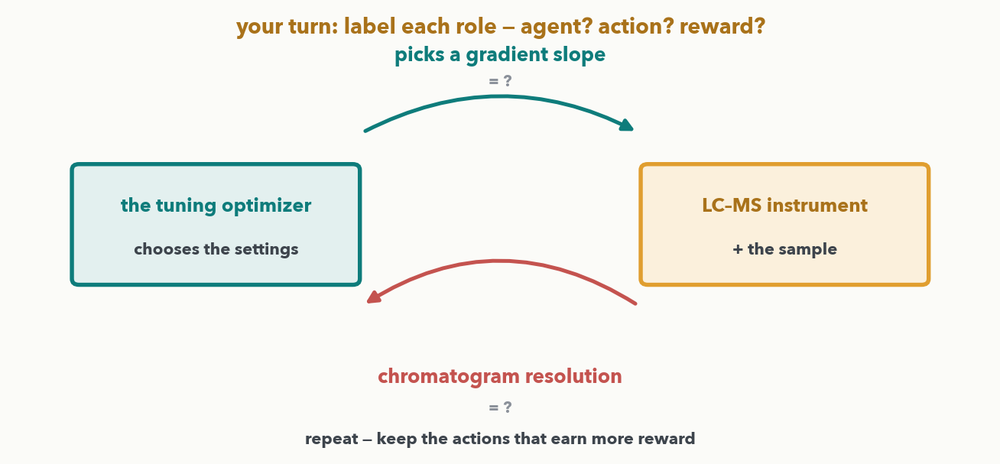 your turn: label each role – agent? action? reward?
picks a gradient slope
= ?
the tuning optimizer
chooses the settings
LC–MS instrument
+ the sample
chromatogram resolution
= ?
repeat – keep the actions that earn more reward